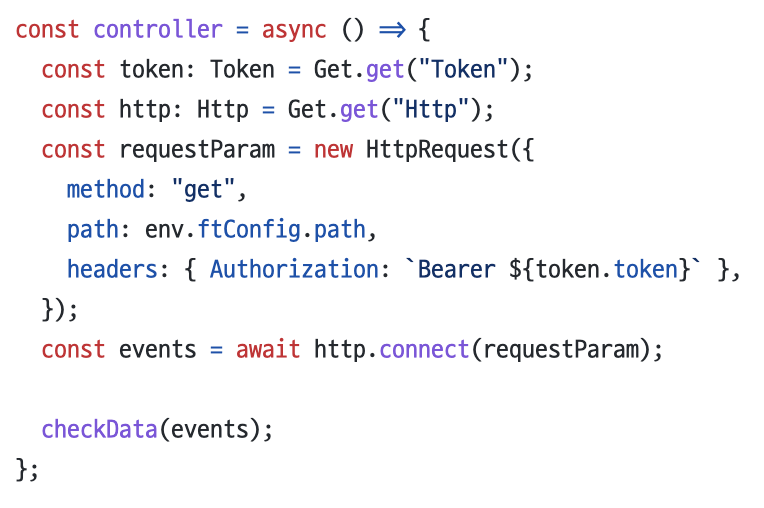 const controller = async () => {
  const token: Token = Get.get("Token");
  const http: Http = Get.get("Http");
  const requestParam = new HttpRequest({
    method: "get",
    path: env.ftConfig.path,
    headers: { Authorization: `Bearer ${token.token}` },
  });
  const events = await http.connect(requestParam);

  checkData(events);
};